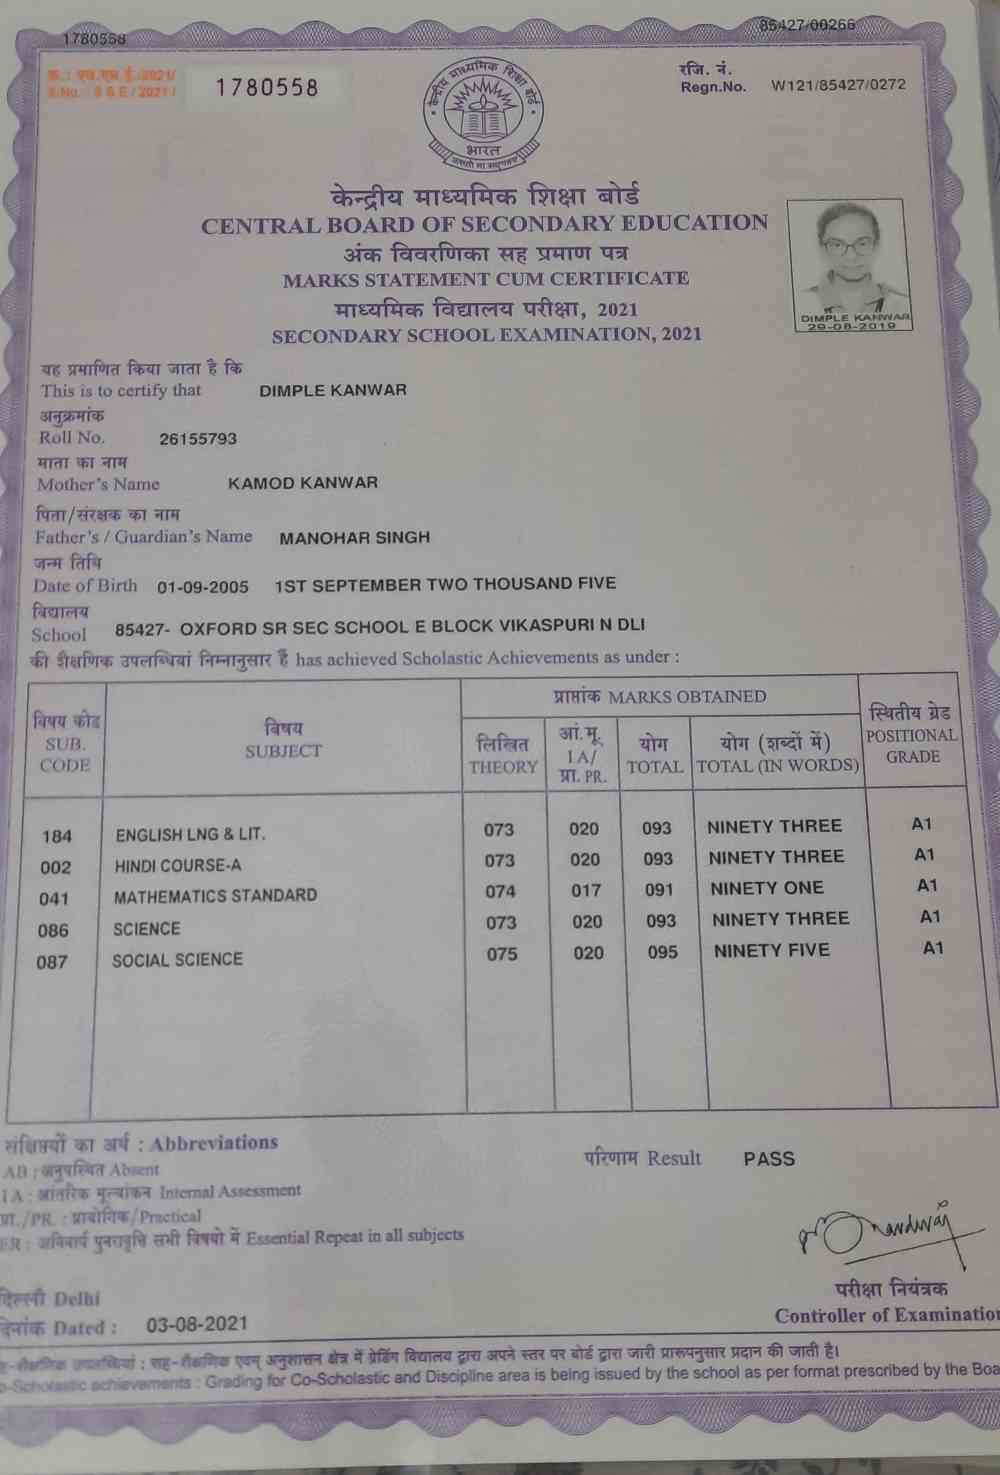 1780558
85427/00266
क्र.: एस.एस.ई./2021/
S.No. : S S E / 2021 /
1780558
रजि. नं.
Regn.No. W121/85427/0272
केन्द्रीय माध्यमिक शिक्षा बोर्ड
भारत
केन्द्रीय माध्यमिक शिक्षा बोर्ड
CENTRAL BOARD OF SECONDARY EDUCATION
अंक विवरणिका सह प्रमाण पत्र
MARKS STATEMENT CUM CERTIFICATE
माध्यमिक विद्यालय परीक्षा, 2021
SECONDARY SCHOOL EXAMINATION, 2021
DIMPLE KANWAR
29-08-2019
यह प्रमाणित किया जाता है कि
This is to certify that DIMPLE KANWAR
अनुक्रमांक
Roll No. 26155793
माता का नाम
Mother's Name KAMOD KANWAR
पिता/संरक्षक का नाम
Father's / Guardian's Name MANOHAR SINGH
जन्म तिथि
Date of Birth 01-09-2005 1ST SEPTEMBER TWO THOUSAND FIVE
विद्यालय
School 85427- OXFORD SR SEC SCHOOL E BLOCK VIKASPURI N DLI
की शैक्षणिक उपलब्धियां निम्नानुसार हैं has achieved Scholastic Achievements as under :
विषय कोड
SUB.
CODE
विषय
SUBJECT
प्राप्तांक MARKS OBTAINED
लिखित
THEORY
आं.मू.
I A/
प्रा. PR.
योग
TOTAL
योग (शब्दों में)
TOTAL (IN WORDS)
स्थितीय ग्रेड
POSITIONAL
GRADE
184 ENGLISH LNG & LIT. 073 020 093 NINETY THREE A1
002 HINDI COURSE-A 073 020 093 NINETY THREE A1
041 MATHEMATICS STANDARD 074 017 091 NINETY ONE A1
086 SCIENCE 073 020 093 NINETY THREE A1
087 SOCIAL SCIENCE 075 020 095 NINETY FIVE A1
संक्षिप्तियों का अर्थ : Abbreviations
AB : अनुपस्थित Absent
I A : आंतरिक मूल्यांकन Internal Assessment
प्रा./PR. : प्रायोगिक/Practical
ER : अनिवार्य पुनरावृत्ति सभी विषयो में Essential Repeat in all subjects
परिणाम Result PASS
परीक्षा नियंत्रक
Controller of Examination
दिल्ली Delhi
दिनांक Dated : 03-08-2021
सह-शैक्षणिक उपलब्धियां : सह-शैक्षणिक एवम् अनुशासन क्षेत्र में ग्रेडिंग विद्यालय द्वारा अपने स्तर पर बोर्ड द्वारा जारी प्रारूपनुसार प्रदान की जाती है।
o-Scholastic achievements : Grading for Co-Scholastic and Discipline area is being issued by the school as per format prescribed by the Boa